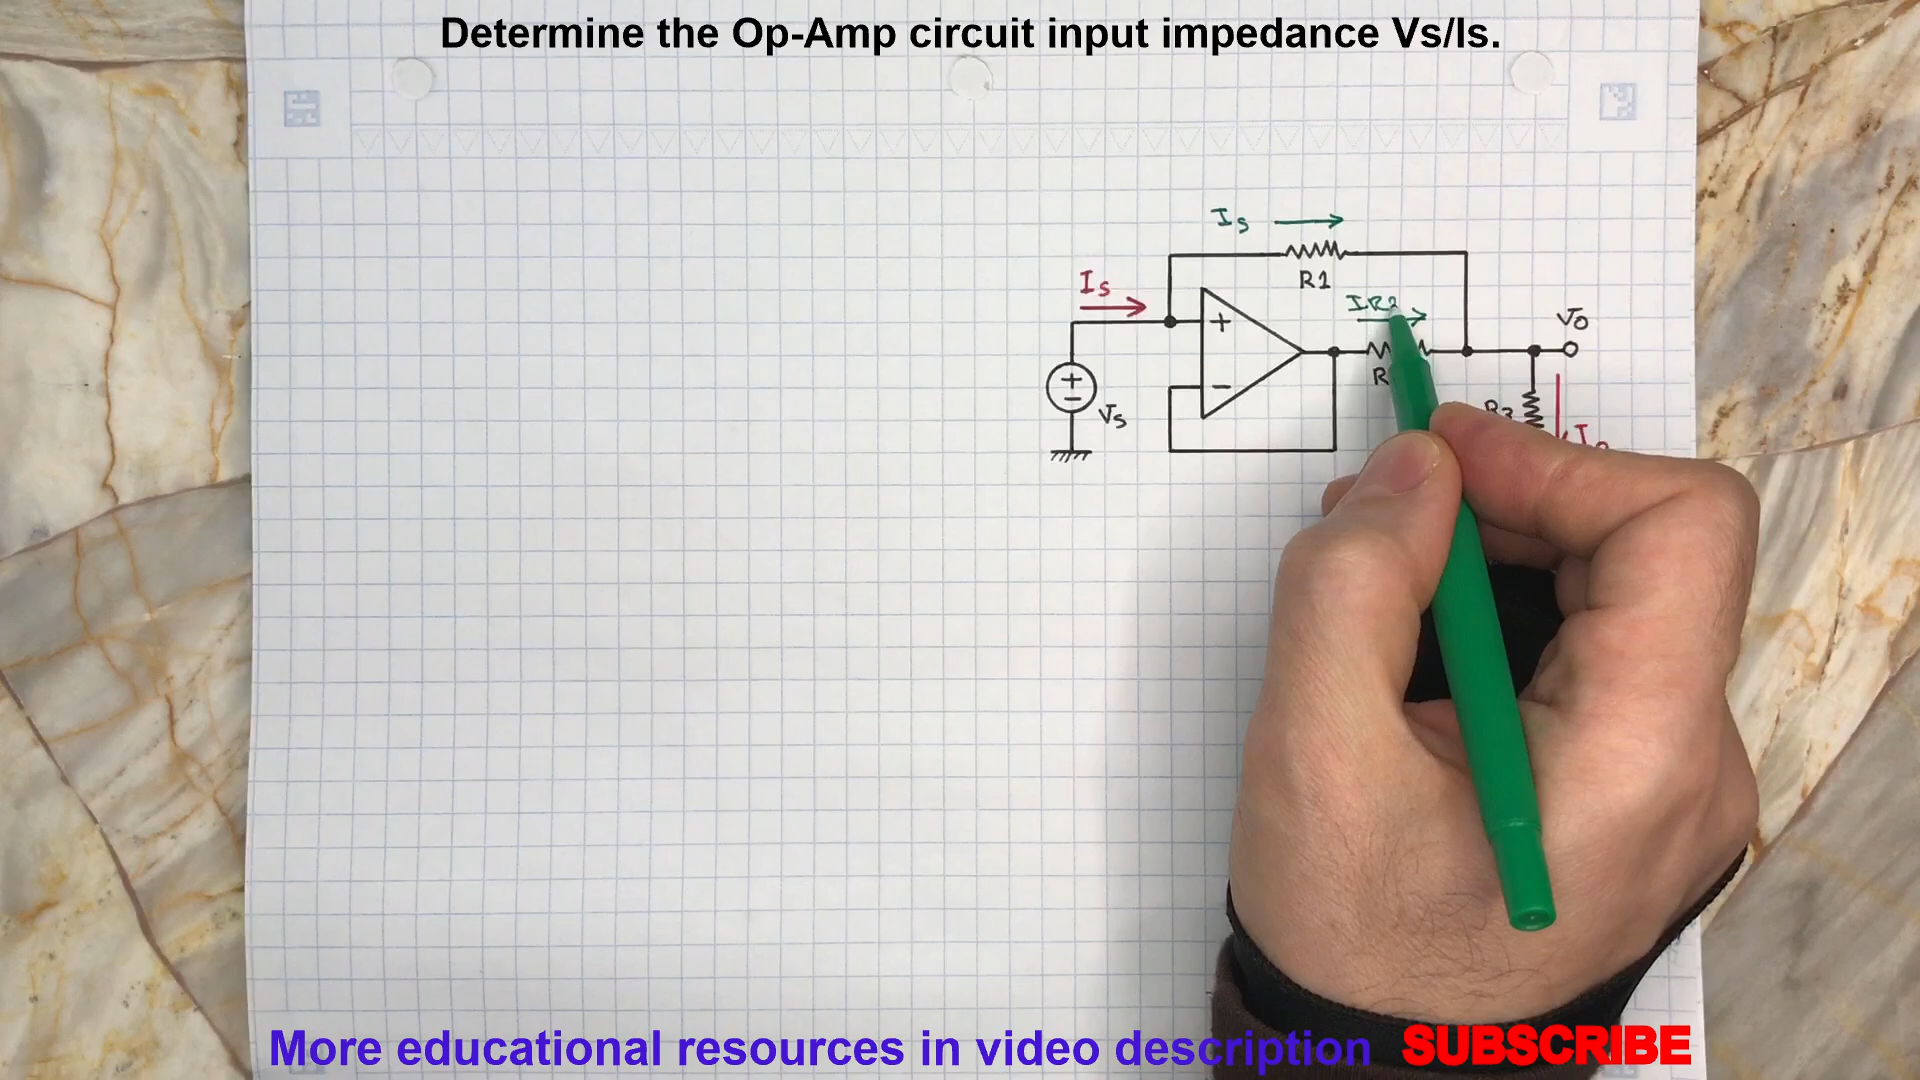 Determine the Op-Amp circuit input impedance Vs/Is.
Is
R1
Is
IR2
Vo
+
+
R
Vs
-
R3
More educational resources in video description SUBSCRIBE